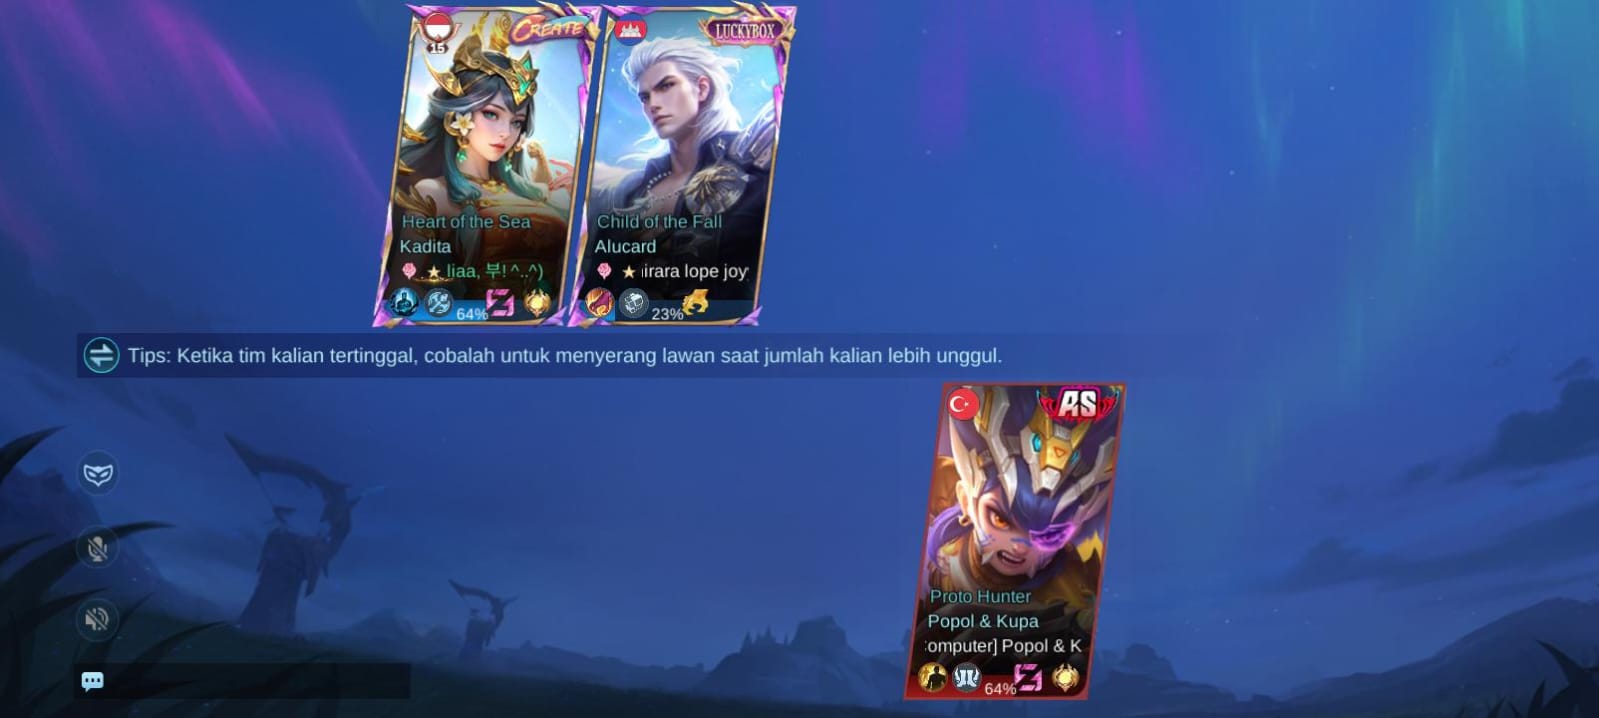 15
CREATE
Heart of the Sea
Kadita
liaa, 부! ^..^)
64%
LUCKYBOX
Child of the Fall
Alucard
irara lope joy
23%
Tips: Ketika tim kalian tertinggal, cobalah untuk menyerang lawan saat jumlah kalian lebih unggul.
AS
Proto Hunter
Popol & Kupa
omputer] Popol & K
64%